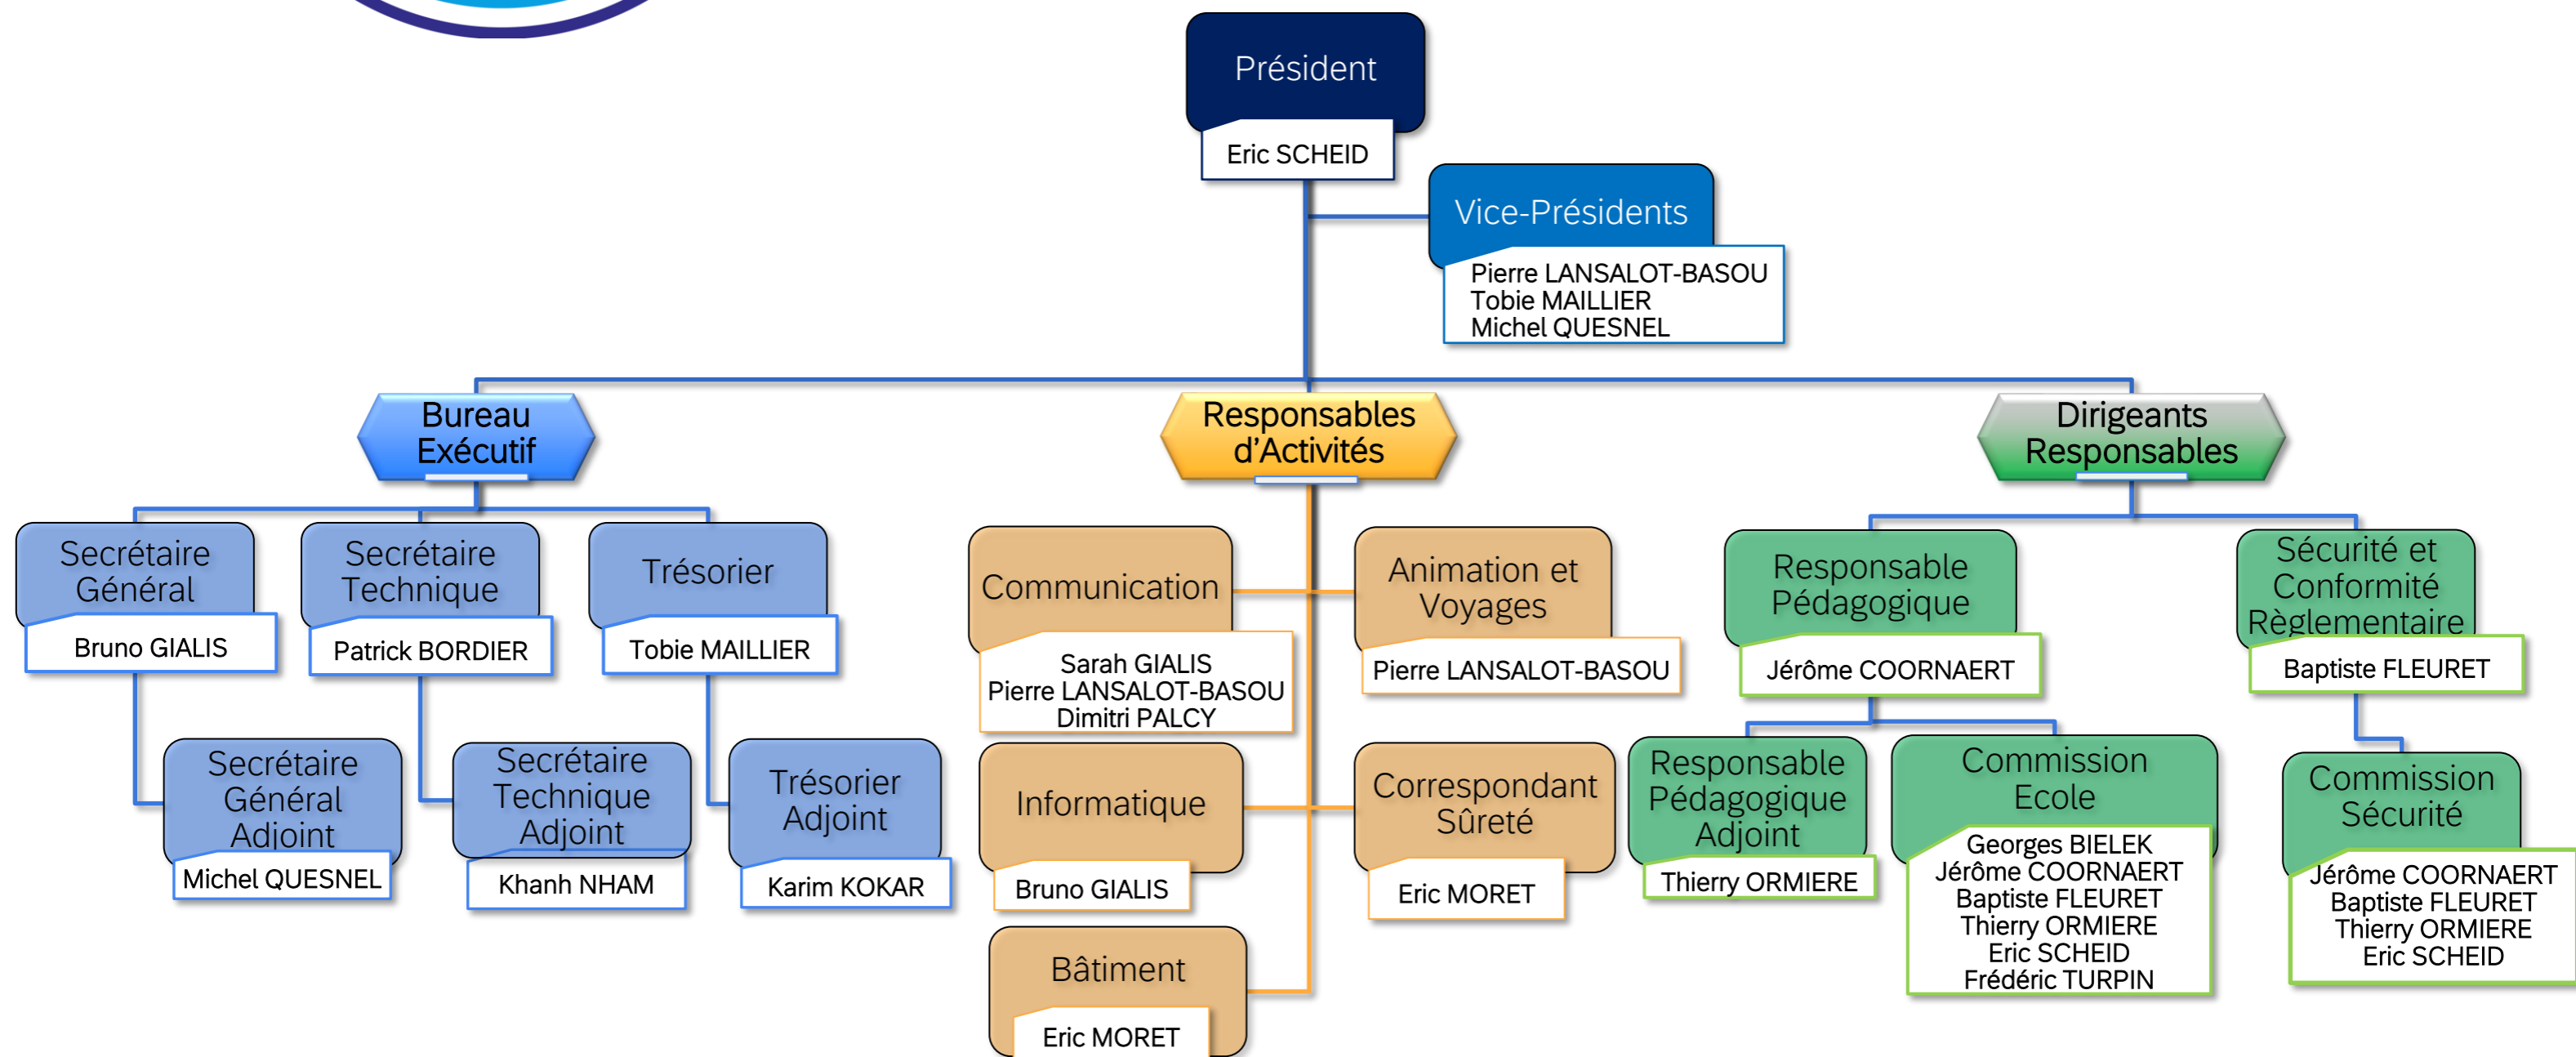 Président
Eric SCHEID
Vice-Présidents
Pierre LANSALOT-BASOU
Tobie MAILLIER
Michel QUESNEL
Bureau
Exécutif
Responsables
d’Activités
Dirigeants
Responsables
Secrétaire
Général
Bruno GIALIS
Secrétaire
Technique
Patrick BORDIER
Trésorier
Tobie MAILLIER
Secrétaire
Général
Adjoint
Michel QUESNEL
Secrétaire
Technique
Adjoint
Khanh NHAM
Trésorier
Adjoint
Karim KOKAR
Communication
Sarah GIALIS
Pierre LANSALOT-BASOU
Dimitri PALCY
Animation et
Voyages
Pierre LANSALOT-BASOU
Informatique
Bruno GIALIS
Correspondant
Sûreté
Eric MORET
Bâtiment
Eric MORET
Responsable
Pédagogique
Jérôme COORNAERT
Sécurité et
Conformité
Règlementaire
Baptiste FLEURET
Responsable
Pédagogique
Adjoint
Thierry ORMIERE
Commission
Ecole
Georges BIELEK
Jérôme COORNAERT
Baptiste FLEURET
Thierry ORMIERE
Eric SCHEID
Frédéric TURPIN
Commission
Sécurité
Jérôme COORNAERT
Baptiste FLEURET
Thierry ORMIERE
Eric SCHEID